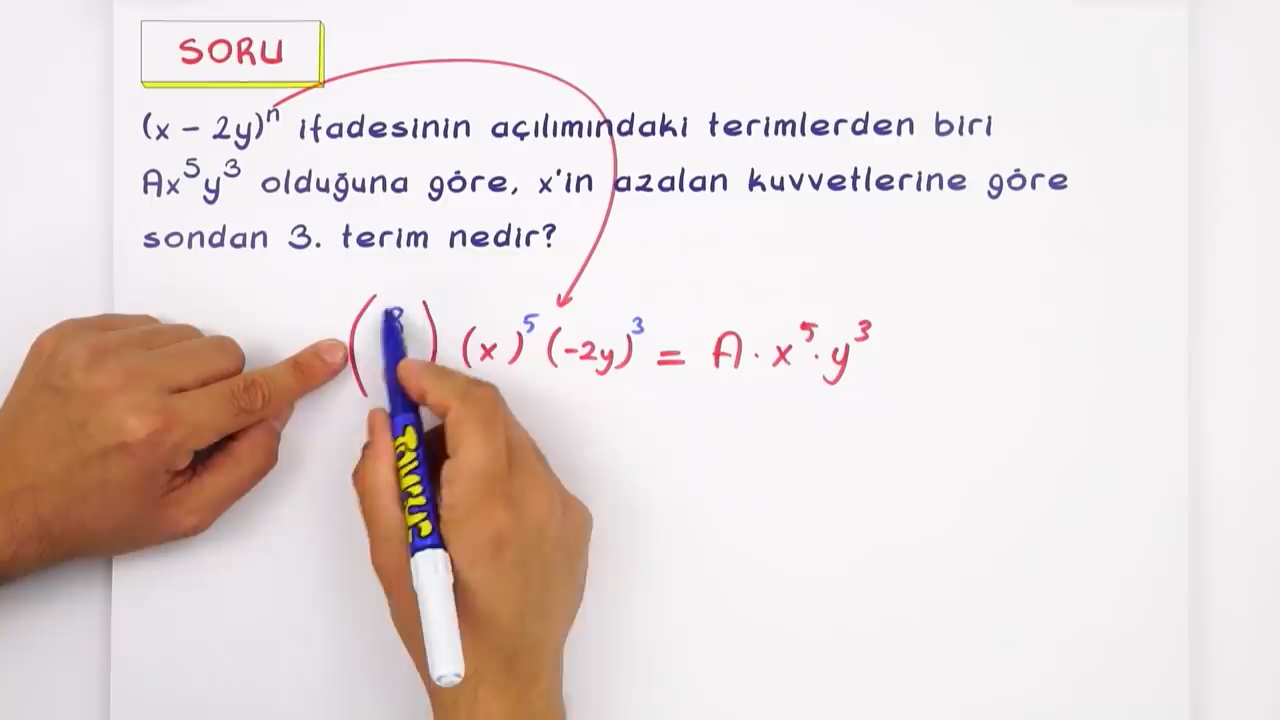 SORU
(x - 2y)ⁿ ifadesinin açılımındaki terimlerden biri
Ax⁵y³ olduğuna göre, x'in azalan kuvvetlerine göre
sondan 3. terim nedir?
( 8 ) (x)⁵ (-2y)³ = A · x⁵ · y³